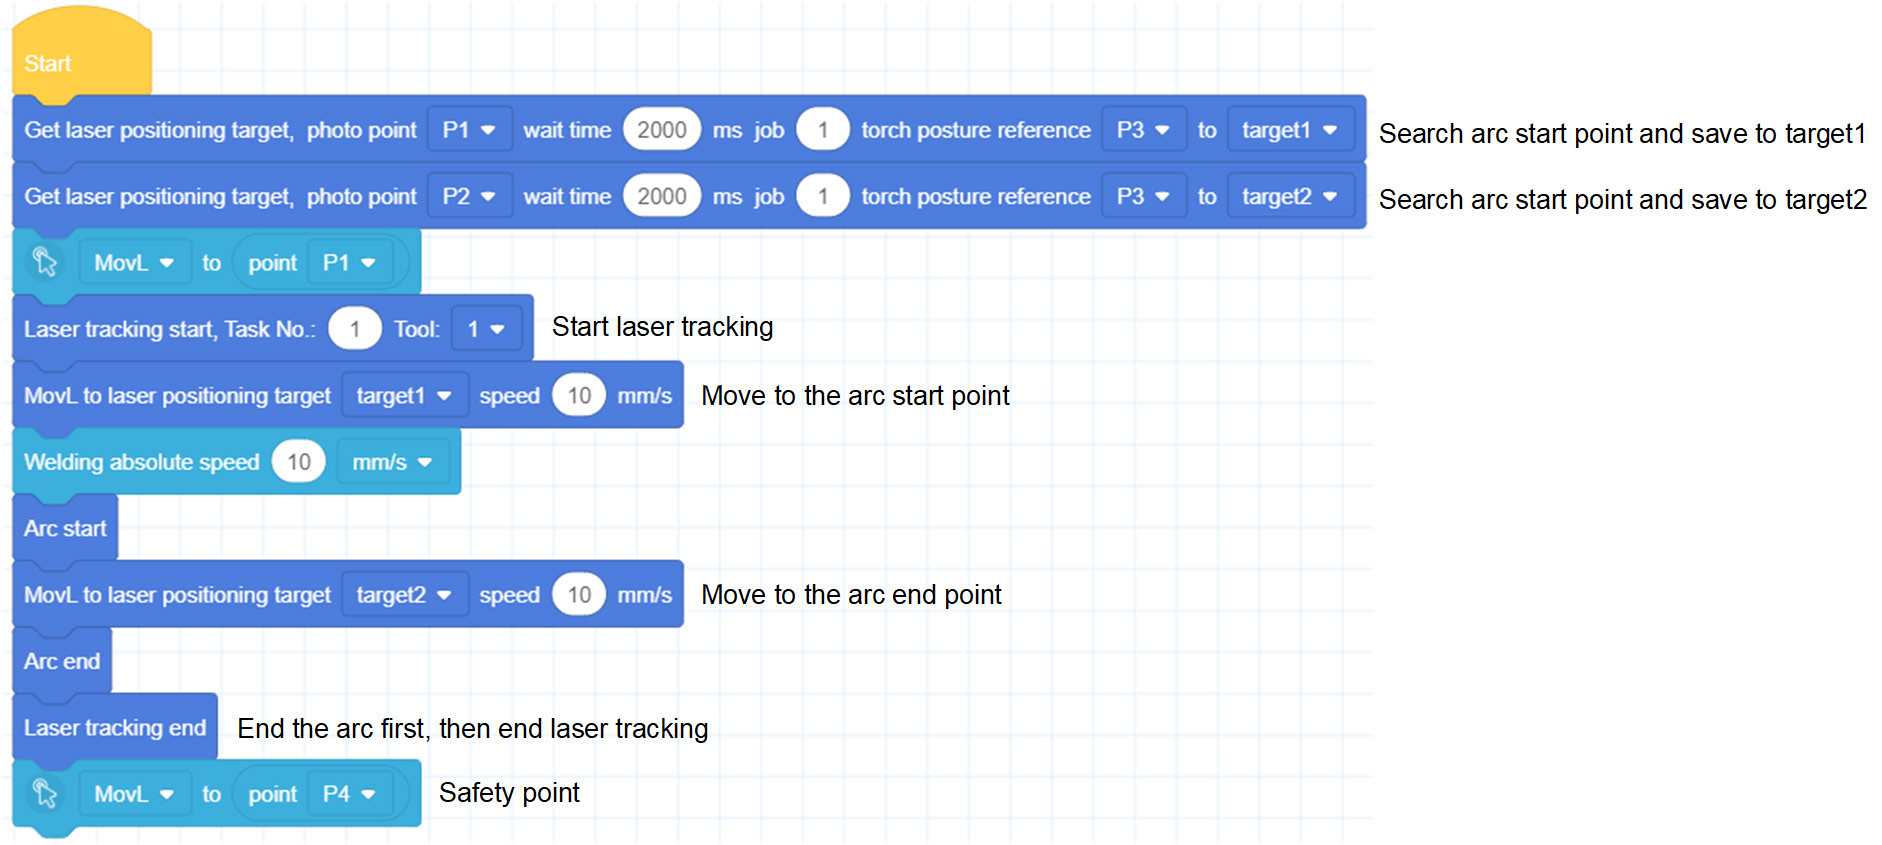 Start
Get laser positioning target, photo point P1 wait time 2000 ms job 1 torch posture reference P3 to target1 Search arc start point and save to target1
Get laser positioning target, photo point P2 wait time 2000 ms job 1 torch posture reference P3 to target2 Search arc start point and save to target2
MovL to point P1
Laser tracking start, Task No.: 1 Tool: 1 Start laser tracking
MovL to laser positioning target target1 speed 10 mm/s Move to the arc start point
Welding absolute speed 10 mm/s
Arc start
MovL to laser positioning target target2 speed 10 mm/s Move to the arc end point
Arc end
Laser tracking end End the arc first, then end laser tracking
MovL to point P4 Safety point